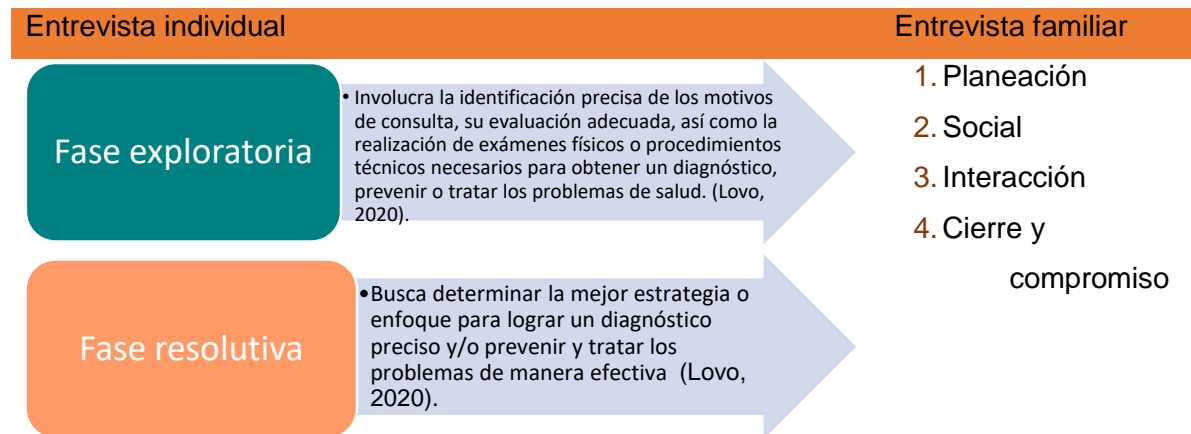 Entrevista individual
Entrevista familiar
Fase exploratoria
• Involucra la identificación precisa de los motivos
de consulta, su evaluación adecuada, así como la
realización de exámenes físicos o procedimientos
técnicos necesarios para obtener un diagnóstico,
prevenir o tratar los problemas de salud. (Lovo,
2020).
Fase resolutiva
•Busca determinar la mejor estrategia o
enfoque para lograr un diagnóstico
preciso y/o prevenir y tratar los
problemas de manera efectiva (Lovo,
2020).
1. Planeación
2. Social
3. Interacción
4. Cierre y
compromiso